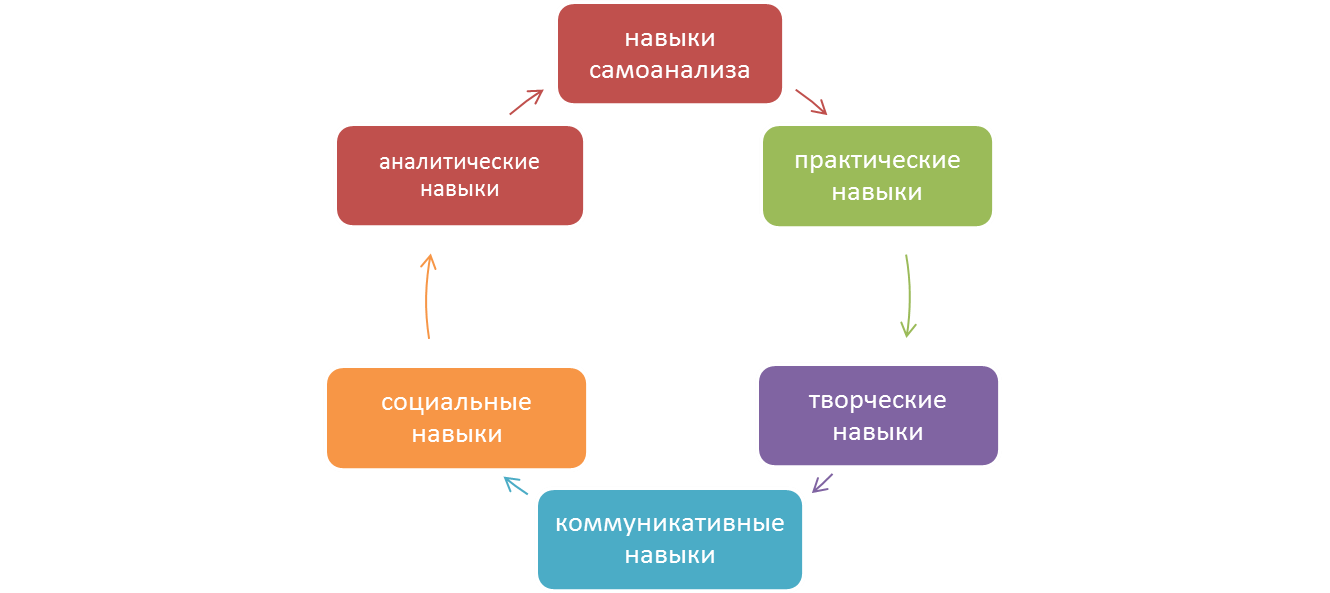 навыки
самоанализа
практические
навыки
творческие
навыки
коммуникативные
навыки
социальные
навыки
аналитические
навыки